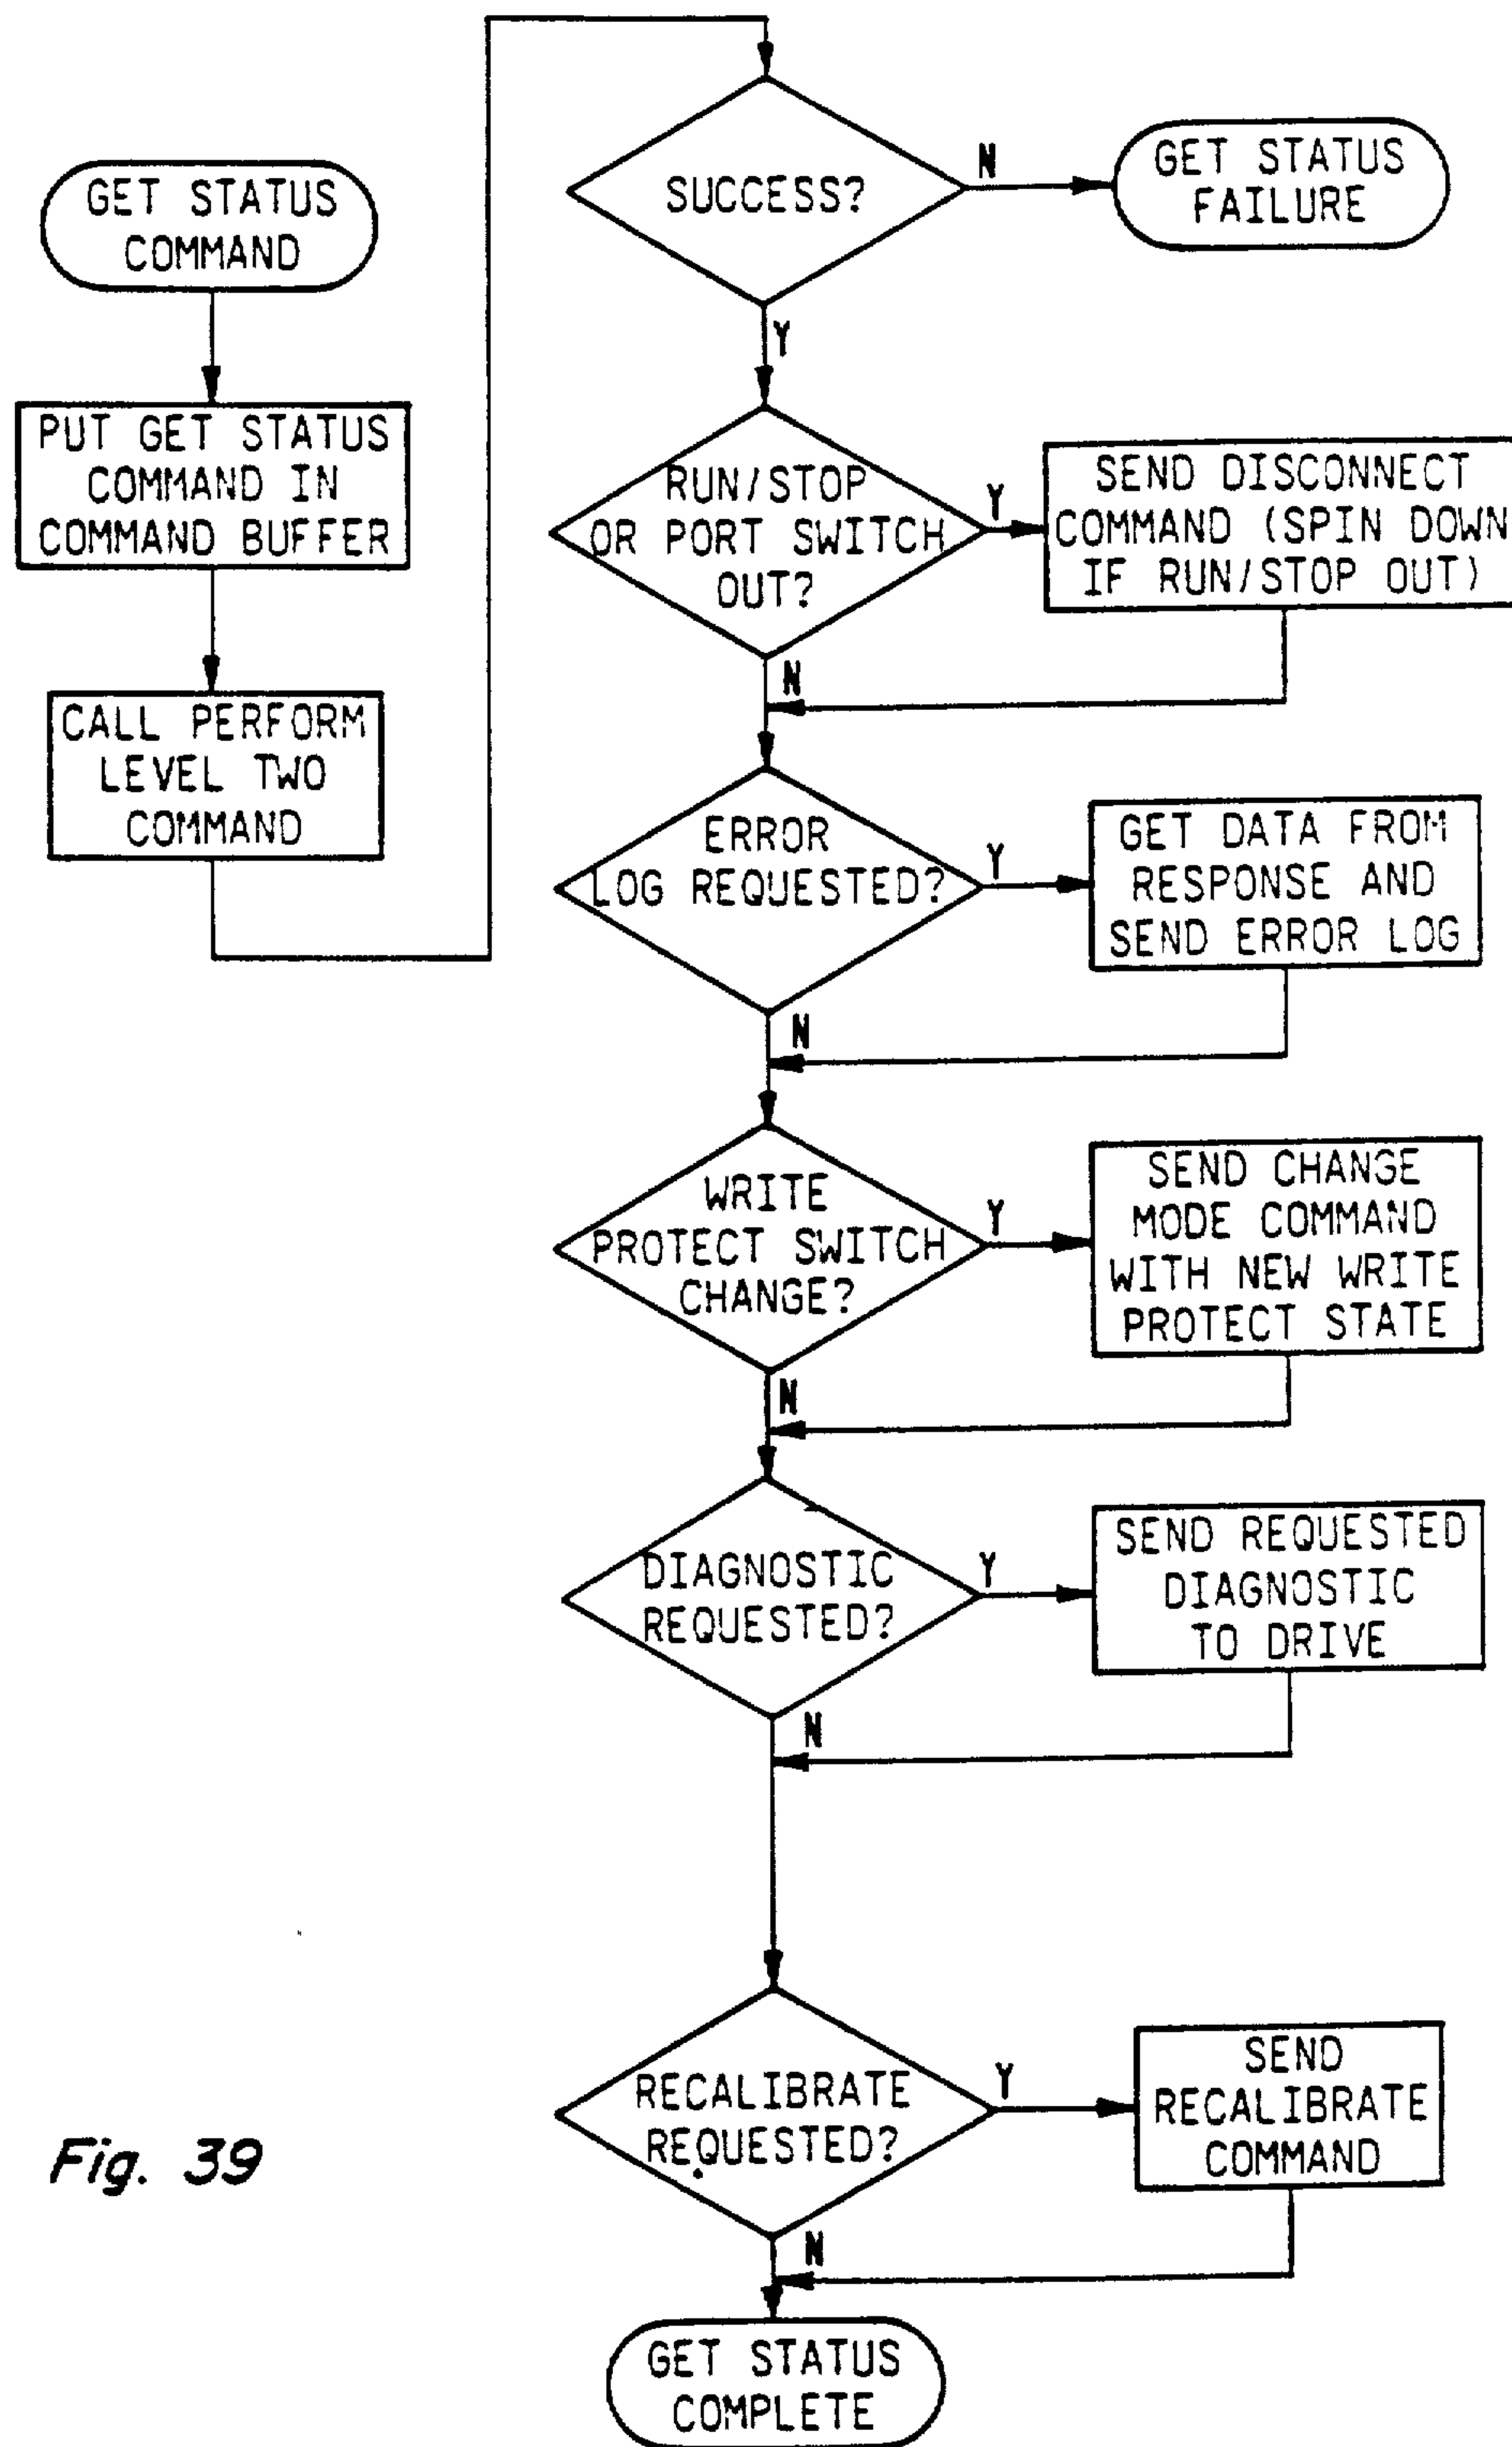 GET STATUS
COMMAND
PUT GET STATUS
COMMAND IN
COMMAND BUFFER
CALL PERFORM
LEVEL TWO
COMMAND
SUCCESS?
N
GET STATUS
FAILURE
Y
RUN/STOP
OR PORT SWITCH
OUT?
Y
SEND DISCONNECT
COMMAND (SPIN DOWN
IF RUN/STOP OUT)
N
ERROR
LOG REQUESTED?
Y
GET DATA FROM
RESPONSE AND
SEND ERROR LOG
N
WRITE
PROTECT SWITCH
CHANGE?
Y
SEND CHANGE
MODE COMMAND
WITH NEW WRITE
PROTECT STATE
N
DIAGNOSTIC
REQUESTED?
Y
SEND REQUESTED
DIAGNOSTIC
TO DRIVE
N
RECALIBRATE
REQUESTED?
Y
SEND
RECALIBRATE
COMMAND
N
GET STATUS
COMPLETE
Fig. 39